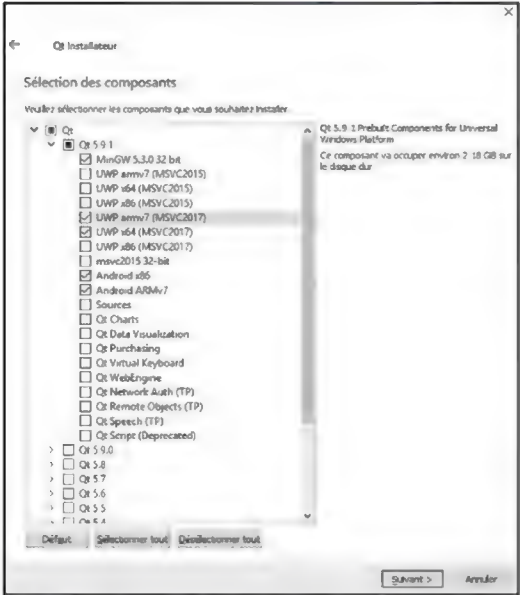 Qt Installateur
Sélection des composants
Veuillez sélectionner les composants que vous souhaitez installer.
Qt
Qt 5.9.1
MinGW 5.3.0 32 bit
UWP armv7 (MSVC2015)
UWP x64 (MSVC2015)
UWP x86 (MSVC2015)
UWP armv7 (MSVC2017)
UWP x64 (MSVC2017)
UWP x86 (MSVC2017)
msvc2015 32-bit
Android x86
Android ARMv7
Sources
Qt Charts
Qt Data Visualization
Qt Purchasing
Qt Virtual Keyboard
Qt WebEngine
Qt Network Auth (TP)
Qt Remote Objects (TP)
Qt Speech (TP)
Qt Script (Deprecated)
Qt 5.9.0
Qt 5.8
Qt 5.7
Qt 5.6
Qt 5.5
Qt 5.4
Qt 5.9.1 Prebuilt Components for Universal
Windows Platform
Ce composant va occuper environ 2.18 GB sur
le disque dur
Défaut
Sélectionner tout
Désélectionner tout
Suivant >
Annuler